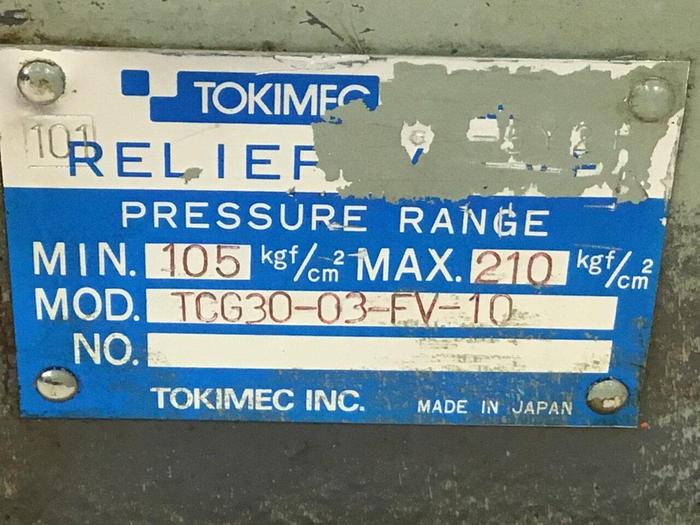 TOKIMEC
101
RELIEF
PRESSURE RANGE
MIN. 105 kgf/cm² MAX. 210 kgf/cm²
MOD. TCG30-03-FV-10
NO.
TOKIMEC INC. MADE IN JAPAN